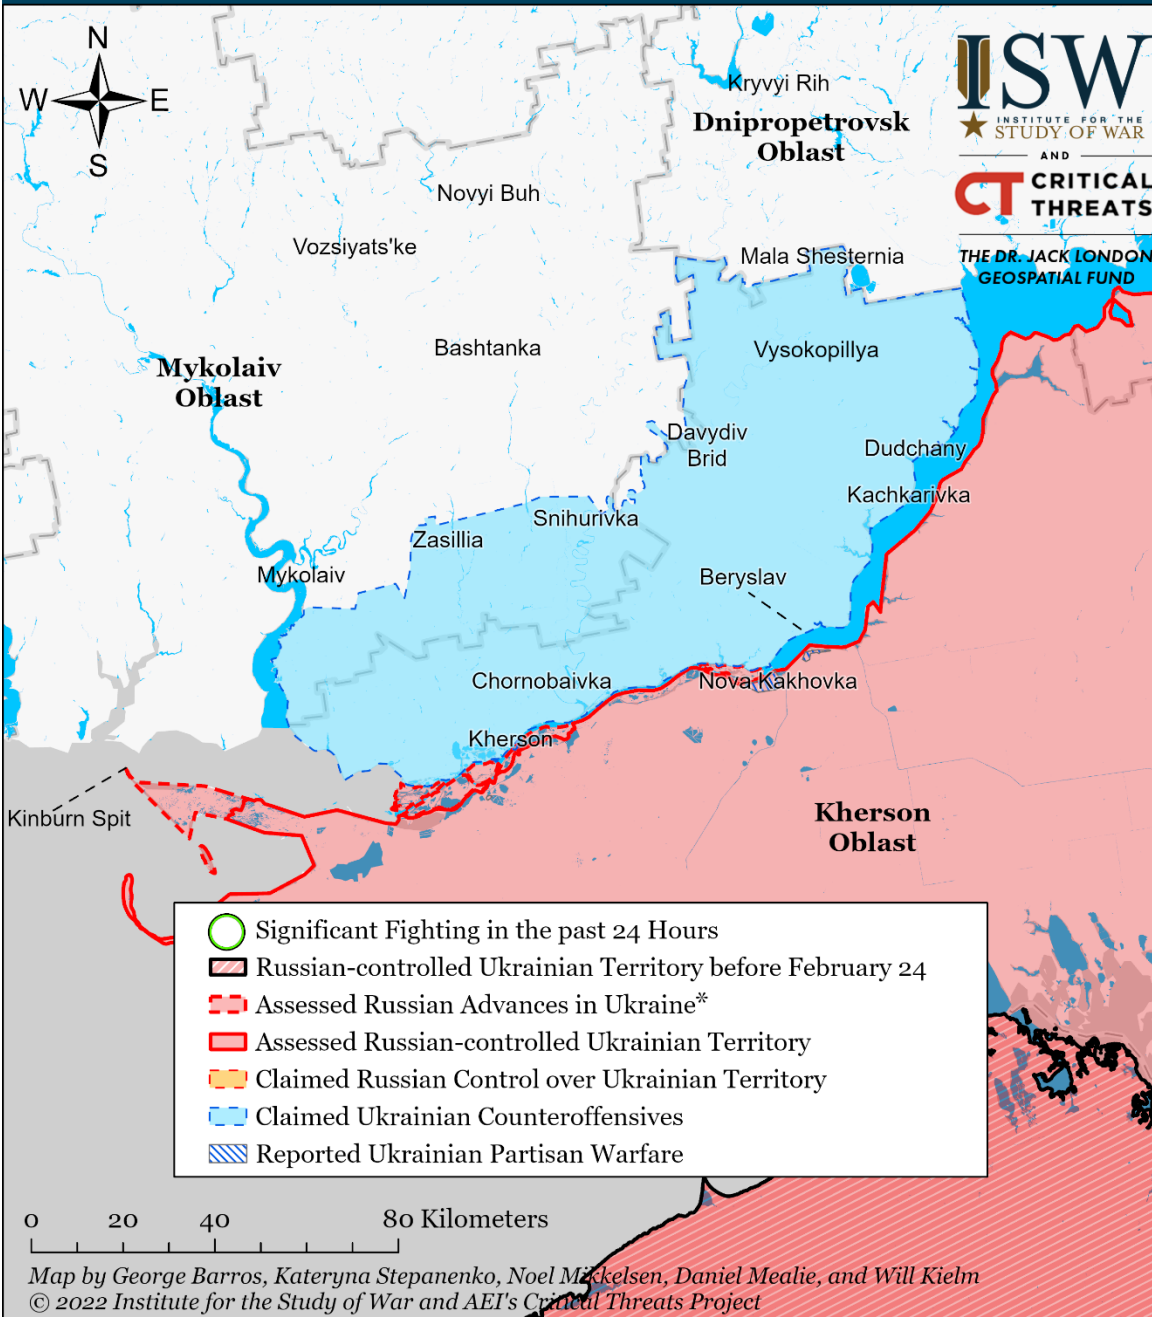 N
W E
S
ISW
INSTITUTE FOR THE
STUDY OF WAR
AND
CT CRITICAL
THREATS
THE DR. JACK LONDON
GEOSPATIAL FUND
Kryvyi Rih
Dnipropetrovsk
Oblast
Novyi Buh
Vozsiyats'ke
Mala Shesternia
Bashtanka
Vysokopillya
Mykolaiv
Oblast
Davydiv
Brid
Dudchany
Kachkarivka
Snihurivka
Zasillia
Mykolaiv
Beryslav
Chornobaivka
Nova Kakhovka
Kherson
Kinburn Spit
Kherson
Oblast
Significant Fighting in the past 24 Hours
Russian-controlled Ukrainian Territory before February 24
Assessed Russian Advances in Ukraine*
Assessed Russian-controlled Ukrainian Territory
Claimed Russian Control over Ukrainian Territory
Claimed Ukrainian Counteroffensives
Reported Ukrainian Partisan Warfare
0 20 40 80 Kilometers
Map by George Barros, Kateryna Stepanenko, Noel Mikkelsen, Daniel Mealie, and Will Kielm
© 2022 Institute for the Study of War and AEI's Critical Threats Project